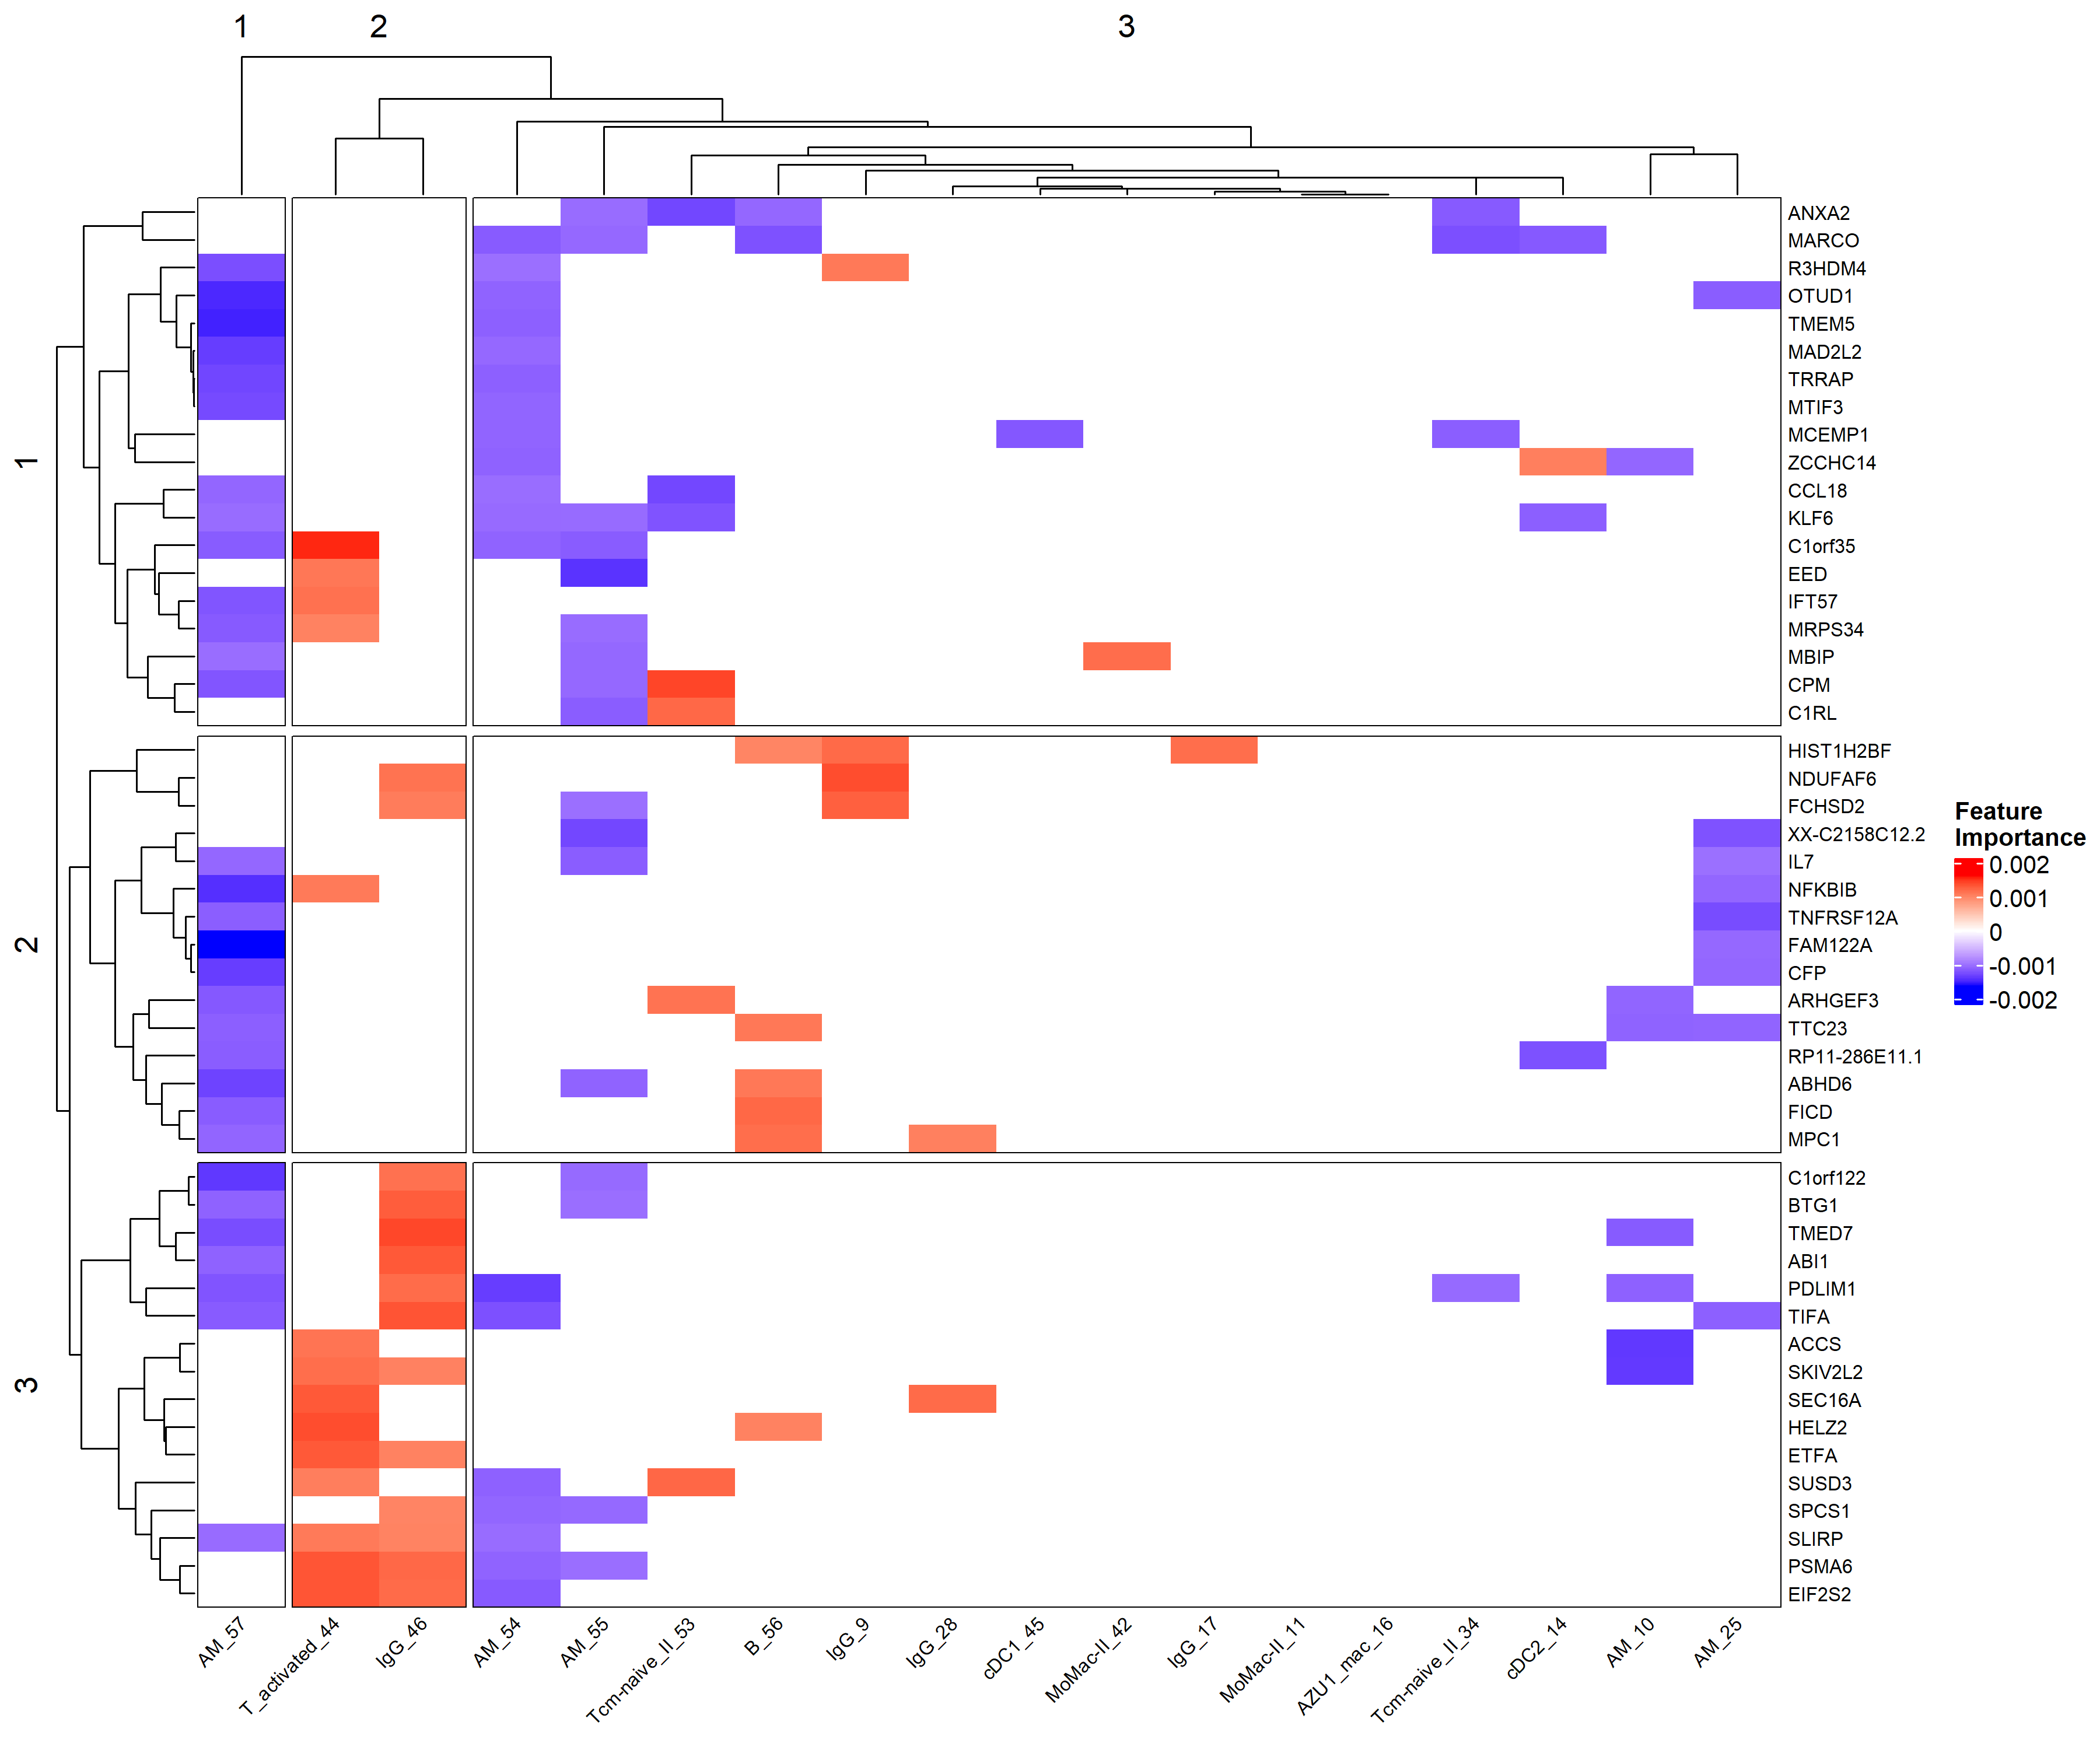 1 2 3
1
2
3
ANXA2
MARCO
R3HDM4
OTUD1
TMEM5
MAD2L2
TRRAP
MTIF3
MCEMP1
ZCCHC14
CCL18
KLF6
C1orf35
EED
IFT57
MRPS34
MBIP
CPM
C1RL
HIST1H2BF
NDUFAF6
FCHSD2
XX-C2158C12.2
IL7
NFKBIB
TNFRSF12A
FAM122A
CFP
ARHGEF3
TTC23
RP11-286E11.1
ABHD6
FICD
MPC1
C1orf122
BTG1
TMED7
ABI1
PDLIM1
TIFA
ACCS
SKIV2L2
SEC16A
HELZ2
ETFA
SUSD3
SPCS1
SLIRP
PSMA6
EIF2S2
Feature
Importance
0.002
0.001
0
-0.001
-0.002
AM_57
T_activated_44
IgG_46
AM_54
AM_55
Tcm-naive_II_53
B_56
IgG_9
IgG_28
cDC1_45
MoMac-II_42
IgG_17
MoMac-II_11
AZU1_mac_16
Tcm-naive_II_34
cDC2_14
AM_10
AM_25